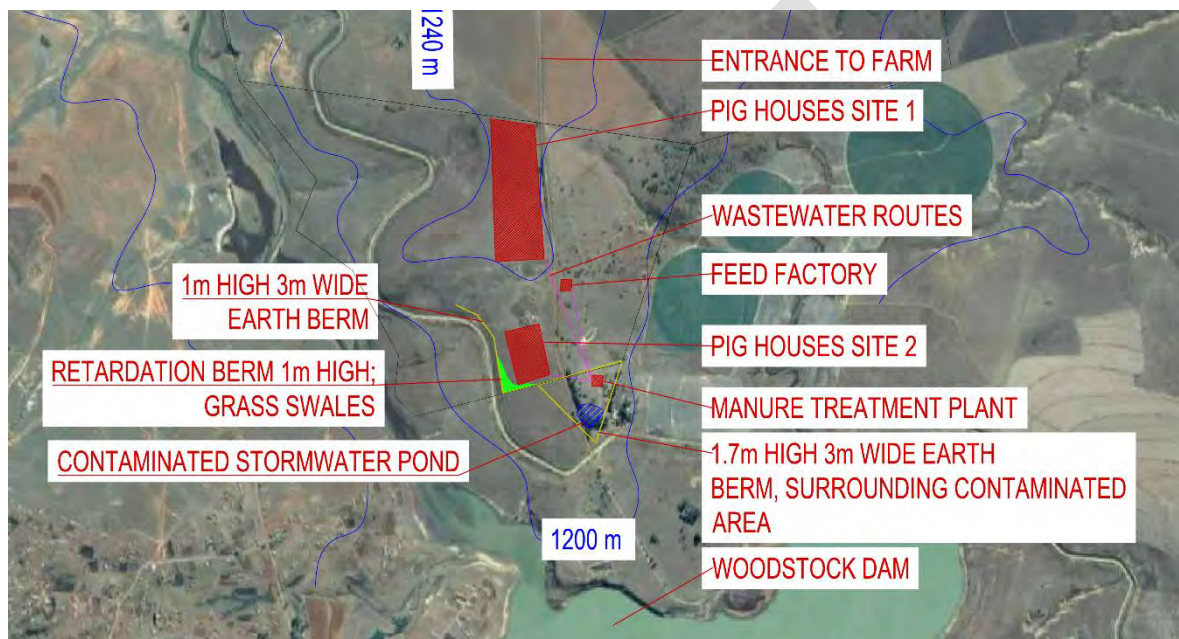 1240 m
ENTRANCE TO FARM
PIG HOUSES SITE 1
WASTEWATER ROUTES
FEED FACTORY
1m HIGH 3m WIDE
EARTH BERM
PIG HOUSES SITE 2
RETARDATION BERM 1m HIGH;
GRASS SWALES
MANURE TREATMENT PLANT
CONTAMINATED STORMWATER POND
1.7m HIGH 3m WIDE EARTH
BERM, SURROUNDING CONTAMINATED
AREA
1200 m
WOODSTOCK DAM